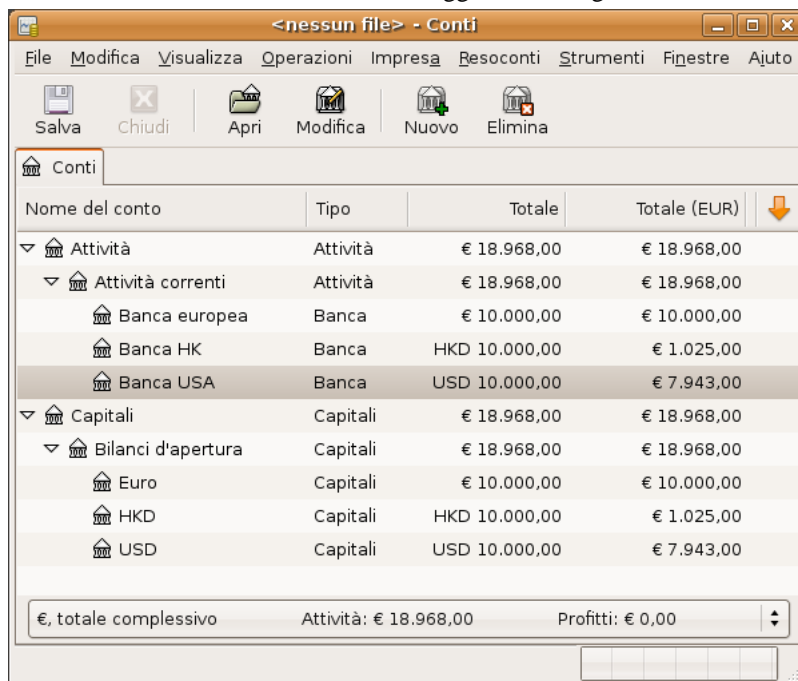 <nessun file> - Conti
File Modifica Visualizza Operazioni Impresa Resoconti Strumenti Finestre Aiuto
Salva Chiudi Apri Modifica Nuovo Elimina
Conti
Nome del conto Tipo Totale Totale (EUR)
Attività Attività € 18.968,00 € 18.968,00
Attività correnti Attività € 18.968,00 € 18.968,00
Banca europea Banca € 10.000,00 € 10.000,00
Banca HK Banca HKD 10.000,00 € 1.025,00
Banca USA Banca USD 10.000,00 € 7.943,00
Capitali Capitali € 18.968,00 € 18.968,00
Bilanci d'apertura Capitali € 18.968,00 € 18.968,00
Euro Capitali € 10.000,00 € 10.000,00
HKD Capitali HKD 10.000,00 € 1.025,00
USD Capitali USD 10.000,00 € 7.943,00
€, totale complessivo Attività: € 18.968,00 Profitti: € 0,00